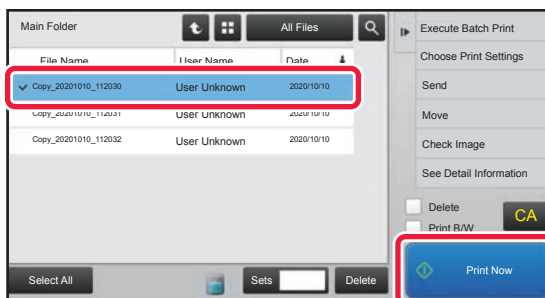 Main Folder
All Files
File Name User Name Date
Copy_20201010_112030 User Unknown 2020/10/10
Copy_20201010_112031 User Unknown 2020/10/10
Copy_20201010_112032 User Unknown 2020/10/10
Select All
Sets
Delete
Execute Batch Print
Choose Print Settings
Send
Move
Check Image
See Detail Information
Delete
Print B/W
CA
Print Now